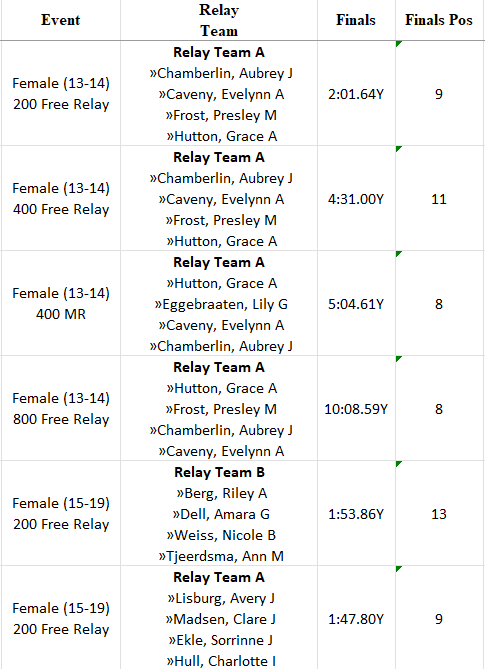 Event
Relay
Team
Finals
Finals Pos
Female (13-14)
200 Free Relay
Relay Team A
»Chamberlin, Aubrey J
»Caveny, Evelynn A
»Frost, Presley M
»Hutton, Grace A
2:01.64Y
9
Female (13-14)
400 Free Relay
Relay Team A
»Chamberlin, Aubrey J
»Caveny, Evelynn A
»Frost, Presley M
»Hutton, Grace A
4:31.00Y
11
Female (13-14)
400 MR
Relay Team A
»Hutton, Grace A
»Eggebraaten, Lily G
»Caveny, Evelynn A
»Chamberlin, Aubrey J
5:04.61Y
8
Female (13-14)
800 Free Relay
Relay Team A
»Hutton, Grace A
»Frost, Presley M
»Chamberlin, Aubrey J
»Caveny, Evelynn A
10:08.59Y
8
Female (15-19)
200 Free Relay
Relay Team B
»Berg, Riley A
»Dell, Amara G
»Weiss, Nicole B
»Tjeerdsma, Ann M
1:53.86Y
13
Female (15-19)
200 Free Relay
Relay Team A
»Lisburg, Avery J
»Madsen, Clare J
»Ekle, Sorrinne J
»Hull, Charlotte I
1:47.80Y
9